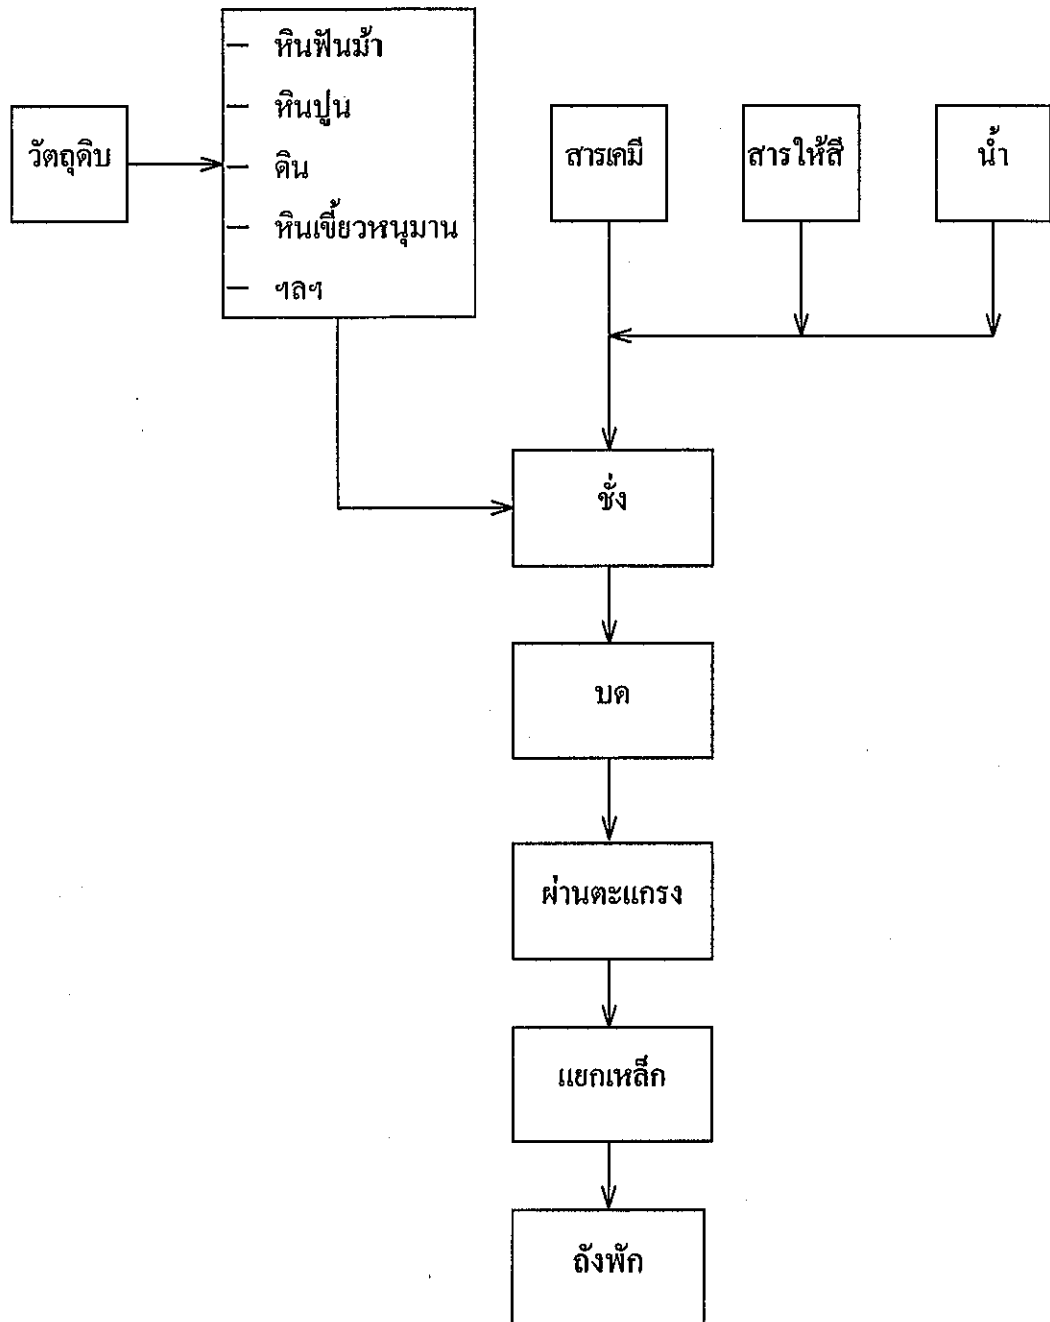 วัตถุดิบ
– หินฟันม้า
– หินปูน
– ดิน
– หินเขี้ยวหนุมาน
– ฯลฯ
สารเคมี
สารให้สี
น้ำ
ชั่ง
บด
ผ่านตะแกรง
แยกเหล็ก
ถังพัก